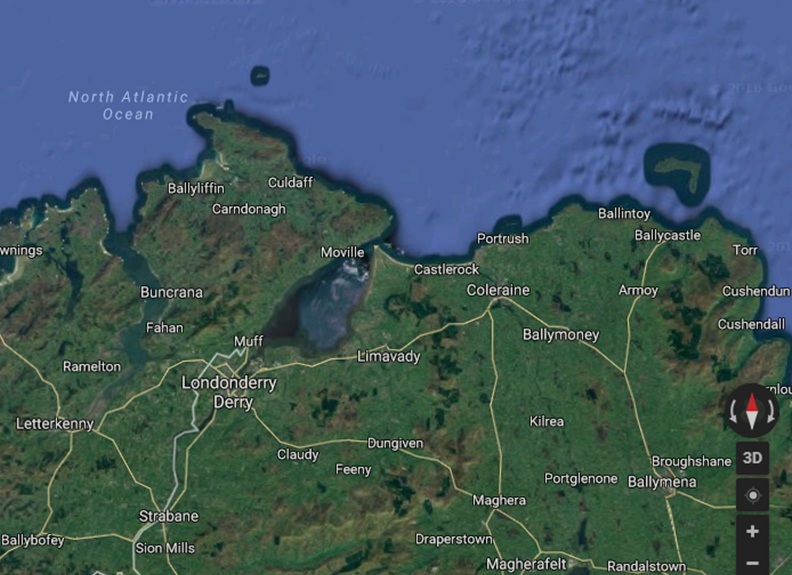 North Atlantic
Ocean
Ballyliffin
Culdaff
Carndonagh
Ballintoy
Portrush
Ballycastle
wnings
Moville
Torr
Castlerock
Buncrana
Coleraine
Armoy
Cushendun
Fahan
Cushendall
Muff
Ballymoney
Limavady
Ramelton
Londonderry
Derry
rnlou
Letterkenny
Kilrea
Dungiven
Claudy
3D
Feeny
Broughshane
Portglenone
Ballymena
Maghera
Strabane
+
Ballybofey
Draperstown
Sion Mills
Magherafelt
Randalstown
−